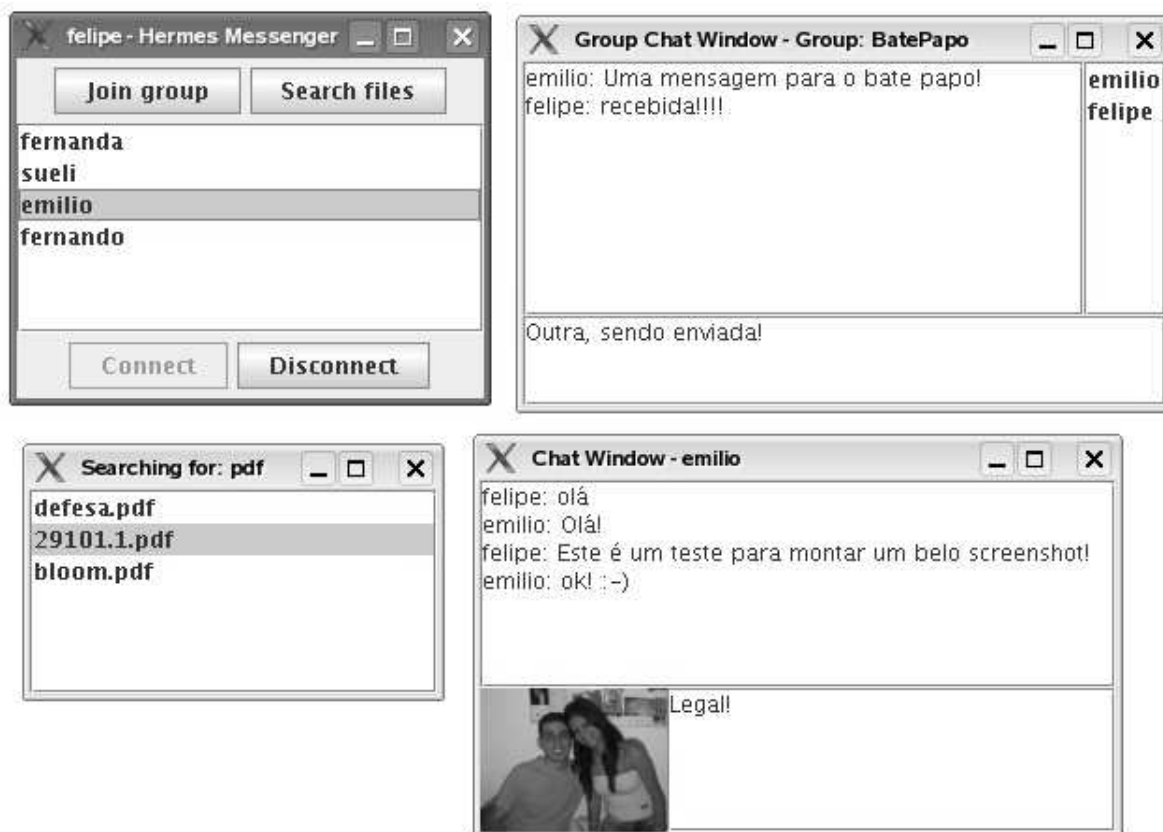 felipe - Hermes Messenger
Join group Search files
fernanda
sueli
emilio
fernando
Connect Disconnect
Group Chat Window - Group: BatePapo
emilio: Uma mensagem para o bate papo!
felipe: recebida!!!!
emilio
felipe
Outra, sendo enviada!
Searching for: pdf
defesa.pdf
29101.1.pdf
bloom.pdf
Chat Window - emilio
felipe: olá
emilio: Olá!
felipe: Este é um teste para montar um belo screenshot!
emilio: ok! :-)
Legal!